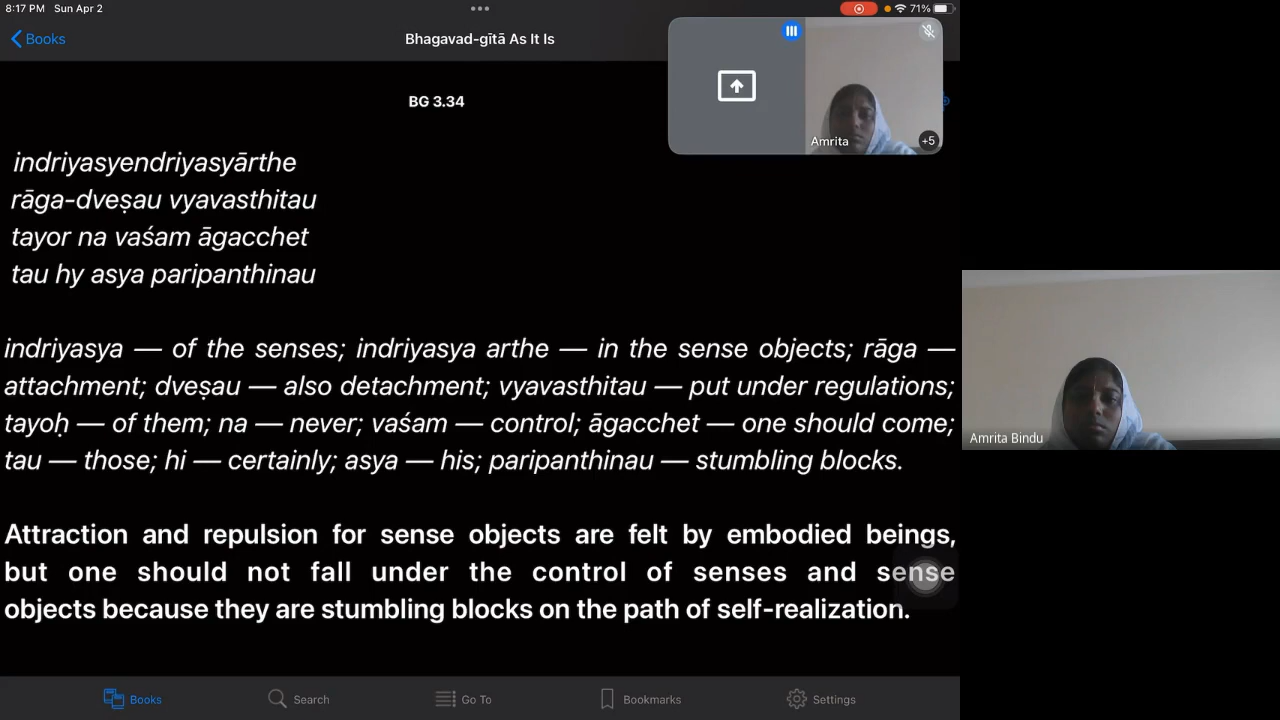 8:17 PM Sun Apr 2
71%
Books
Bhagavad-gītā As It Is
BG 3.34
Amrita
+5
indriyasyendriyasyārthe
rāga-dveṣau vyavasthitau
tayor na vaśam āgacchet
tau hy asya paripanthinau
indriyasya — of the senses; indriyasya arthe — in the sense objects; rāga —
attachment; dveṣau — also detachment; vyavasthitau — put under regulations;
tayoḥ — of them; na — never; vaśam — control; āgacchet — one should come;
tau — those; hi — certainly; asya — his; paripanthinau — stumbling blocks.
Attraction and repulsion for sense objects are felt by embodied beings,
but one should not fall under the control of senses and sense
objects because they are stumbling blocks on the path of self-realization.
Amrita Bindu
Books
Search
Go To
Bookmarks
Settings